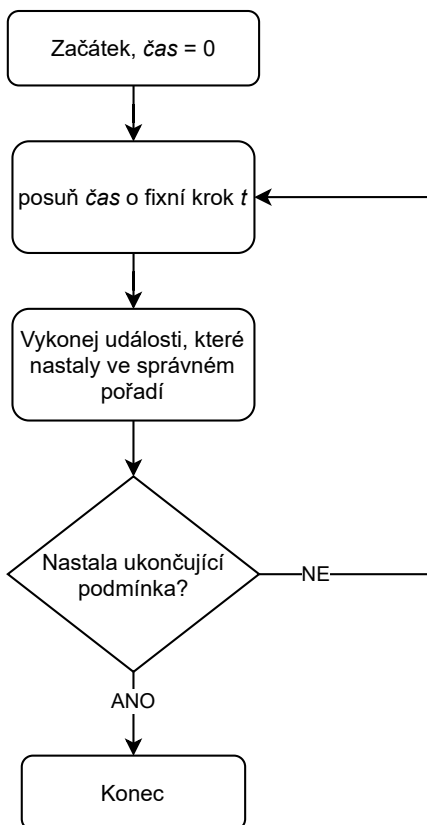 Začátek, čas = 0
posuň čas o fixní krok t
Vykonej události, které
nastaly ve správném
pořadí
Nastala ukončující
podmínka?
NE
ANO
Konec